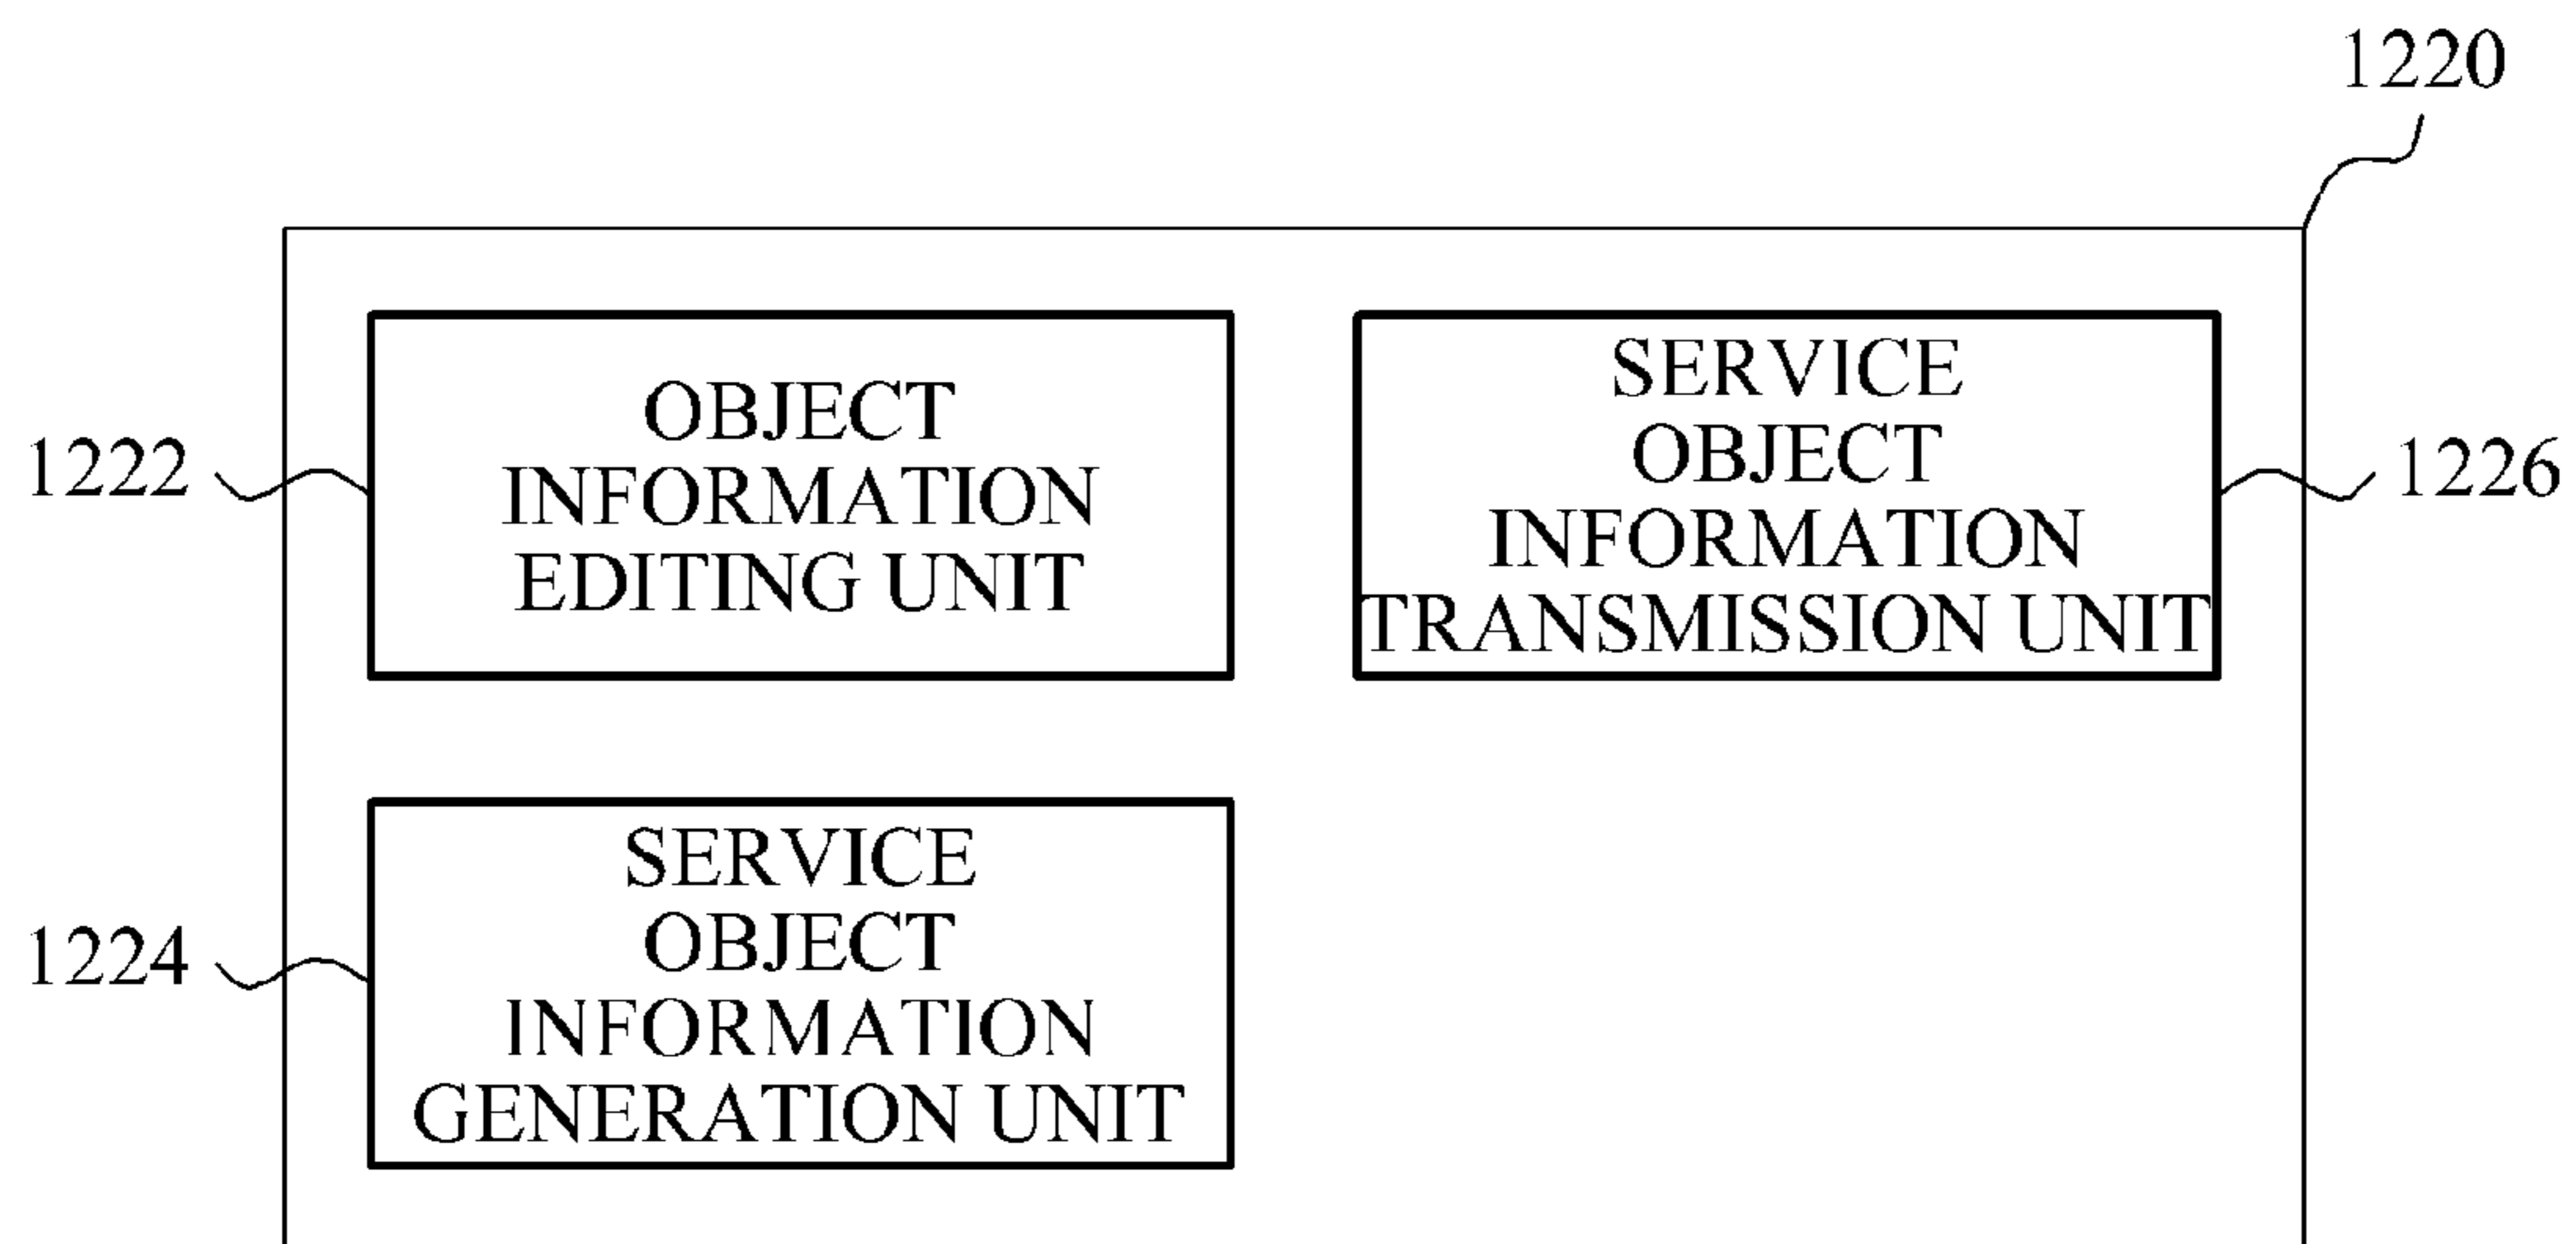 1220
1222
OBJECT
INFORMATION
EDITING UNIT
SERVICE
OBJECT
INFORMATION
TRANSMISSION UNIT
1226
1224
SERVICE
OBJECT
INFORMATION
GENERATION UNIT